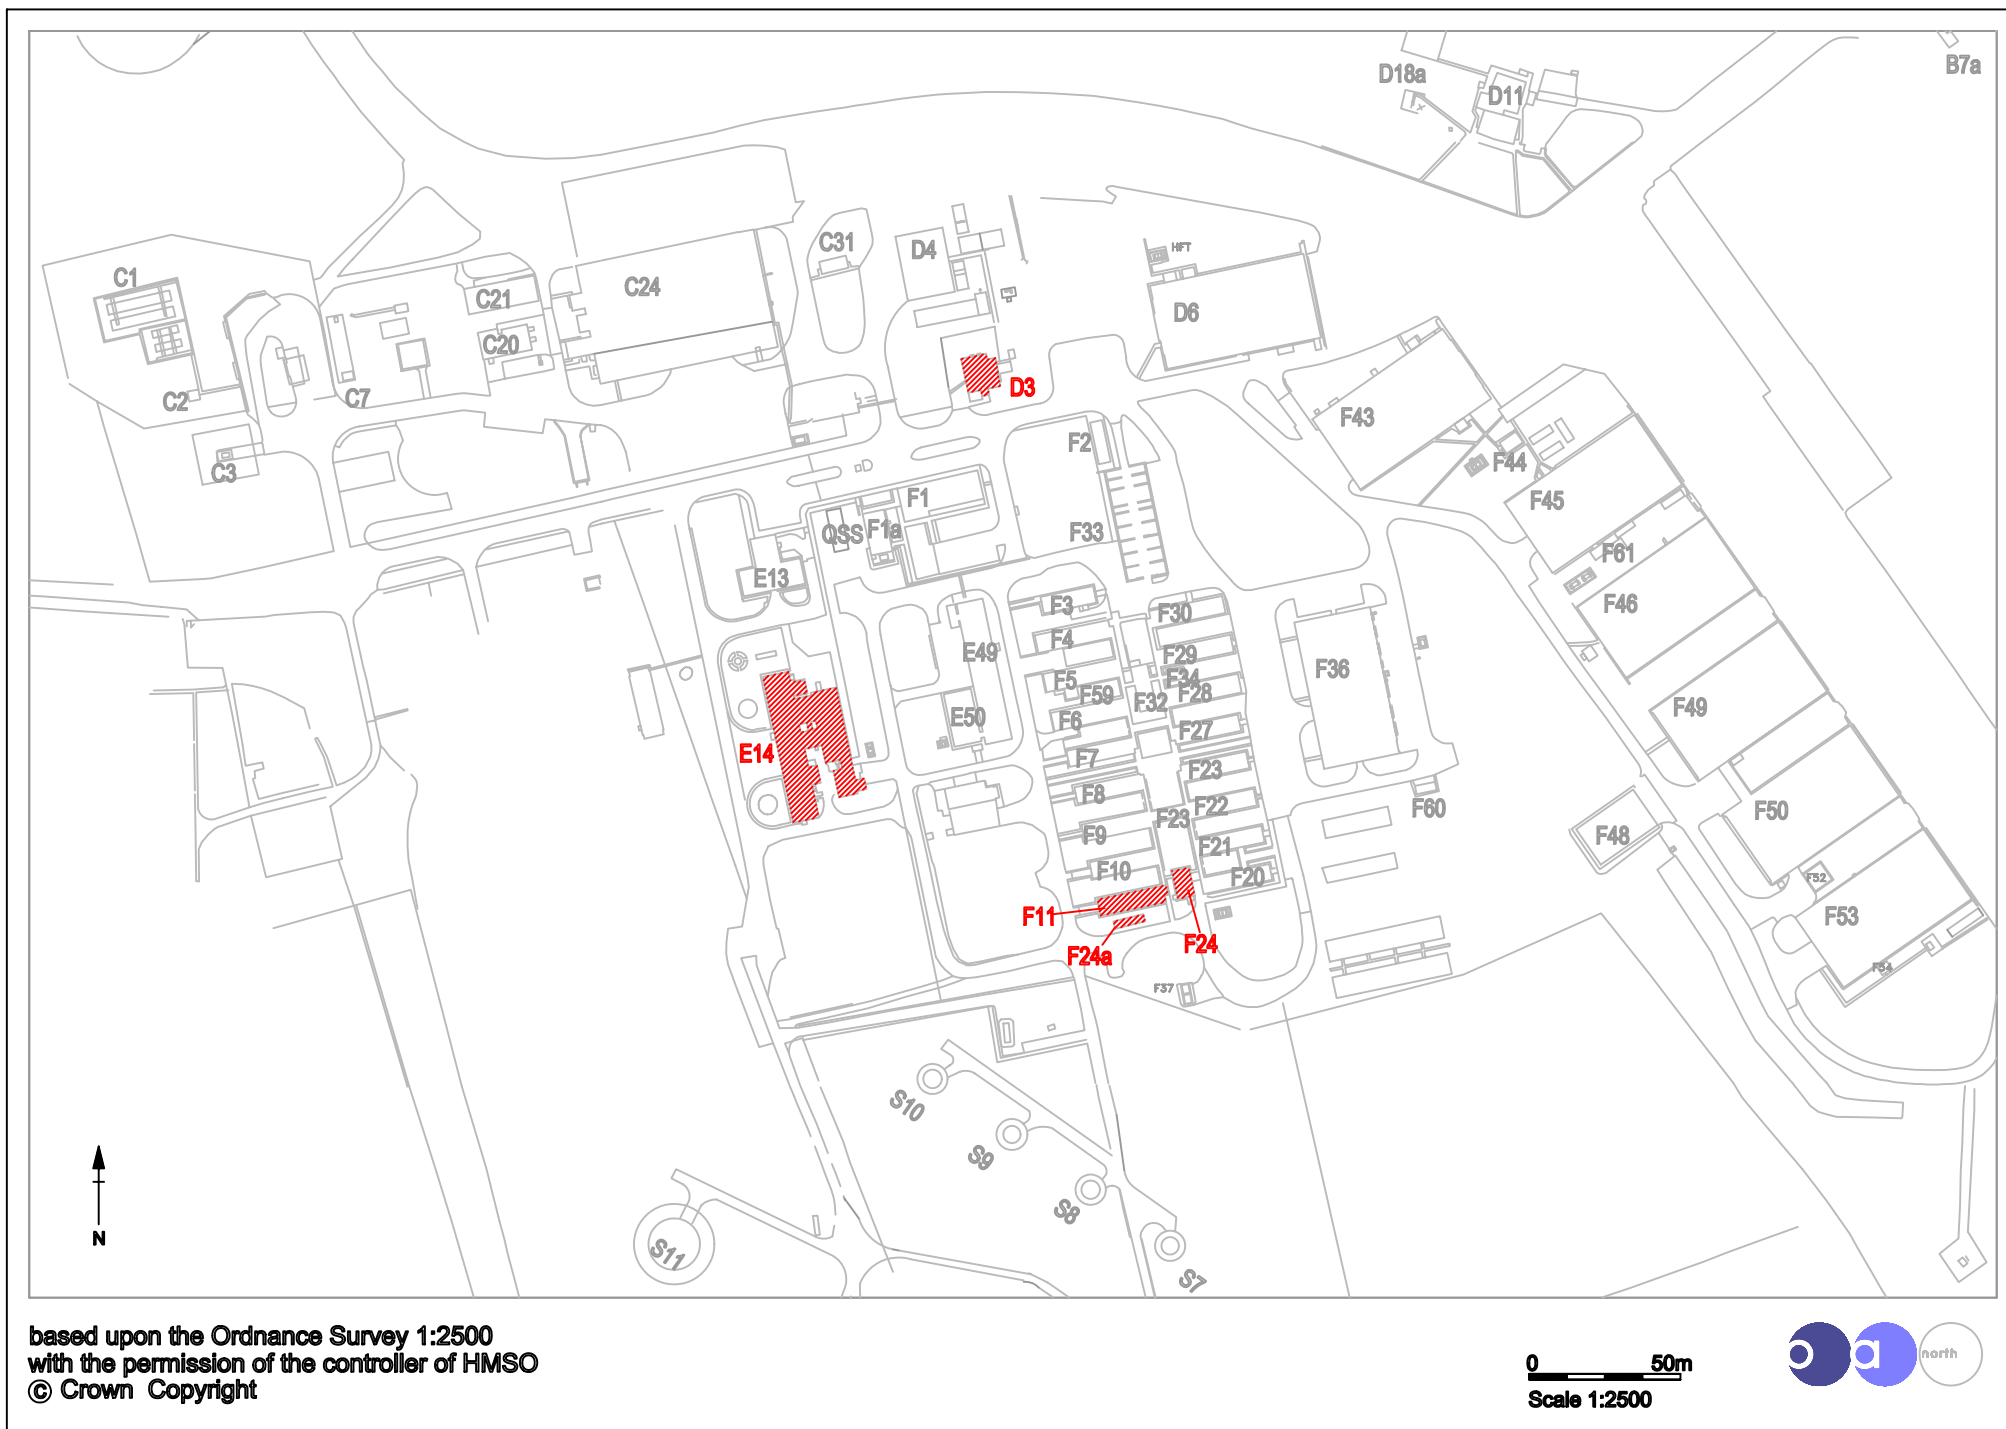 B7a
D18a
D11
C31
D4
HFT
C1
C24
C21
D6
C20
D3
C2
C7
F43
F2
C3
F44
F1
F45
QSS
F1a
F33
F61
E13
F3
F30
F46
F4
E49
F29
F36
F5
F34
F59
F28
F32
E50
F6
F49
F27
E14
F7
F23
F8
F22
F60
F50
F23
F9
F48
F21
F10
F20
F52
F11
F53
F24
F24a
F54
F37
S10
S9
S8
N
S11
S7
based upon the Ordnance Survey 1:2500
with the permission of the controller of HMSO
© Crown Copyright
0 50m
Scale 1:2500
oa north